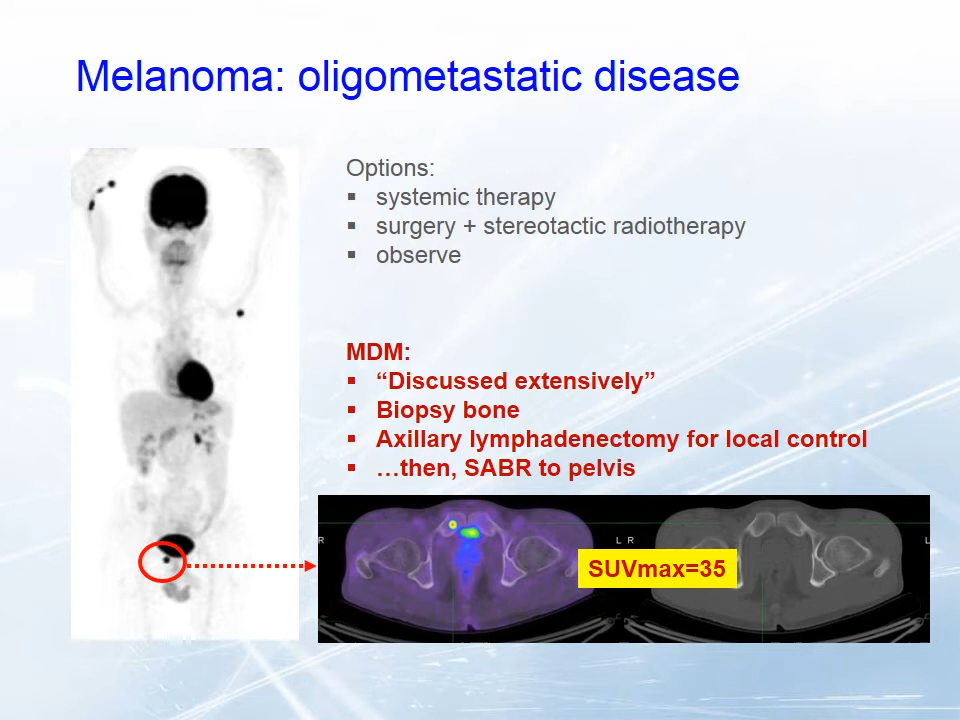 Melanoma: oligometastatic disease
Options:
▪ systemic therapy
▪ surgery + stereotactic radiotherapy
▪ observe
MDM:
▪ “Discussed extensively”
▪ Biopsy bone
▪ Axillary lymphadenectomy for local control
▪ …then, SABR to pelvis
R
L R
L
SUVmax=35